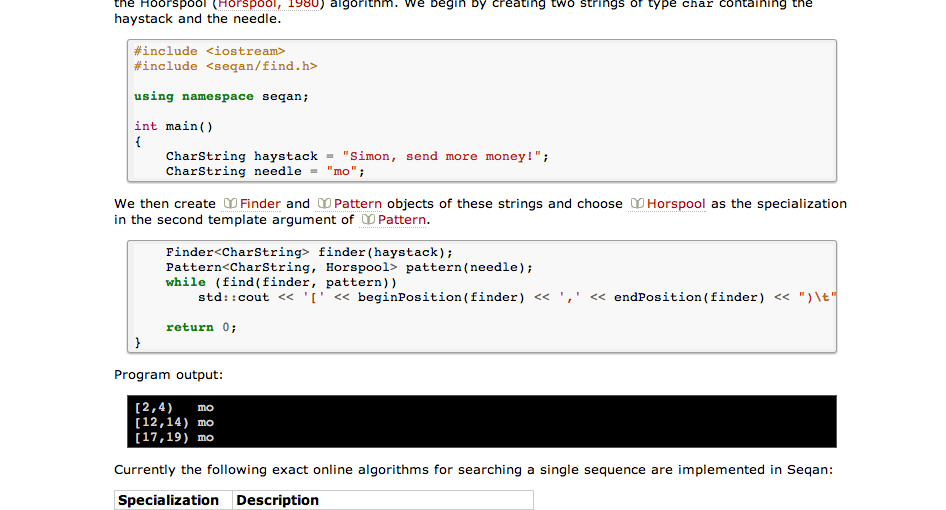 the Hoorspool (Horspool, 1980) algorithm. We begin by creating two strings of type char containing the
haystack and the needle.
#include <iostream>
#include <seqan/find.h>
using namespace seqan;
int main()
{
    CharString haystack = "Simon, send more money!";
    CharString needle = "mo";
We then create Finder and Pattern objects of these strings and choose Horspool as the specialization
in the second template argument of Pattern.
    Finder<CharString> finder(haystack);
    Pattern<CharString, Horspool> pattern(needle);
    while (find(finder, pattern))
        std::cout << '[' << beginPosition(finder) << ',' << endPosition(finder) << ")\t"
    return 0;
}
Program output:
[2,4)   mo
[12,14) mo
[17,19) mo
Currently the following exact online algorithms for searching a single sequence are implemented in Seqan:
Specialization Description